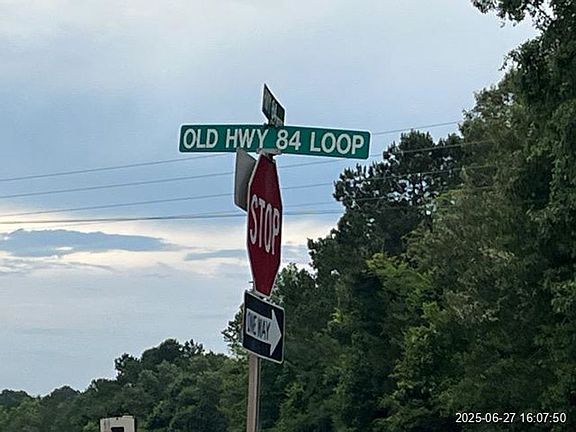 OLD HWY 84 LOOP
STOP
ONE WAY
2025-06-27 16:07:50